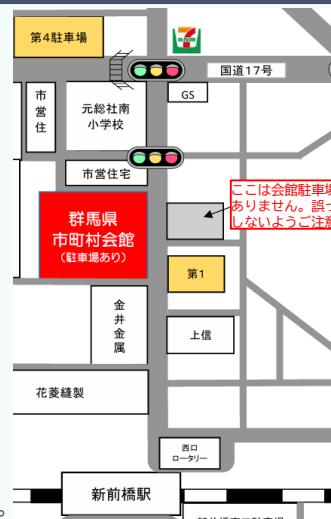 第4駐車場
国道17号
GS
市
営
住
元総社南
小学校
市営住宅
ここは会館駐車場
ありません。誤っ
しないようご注意
群馬県
市町村会館
（駐車場あり）
第1
金
井
金
属
上信
花菱縫製
西口
ロータリー
新前橋駅